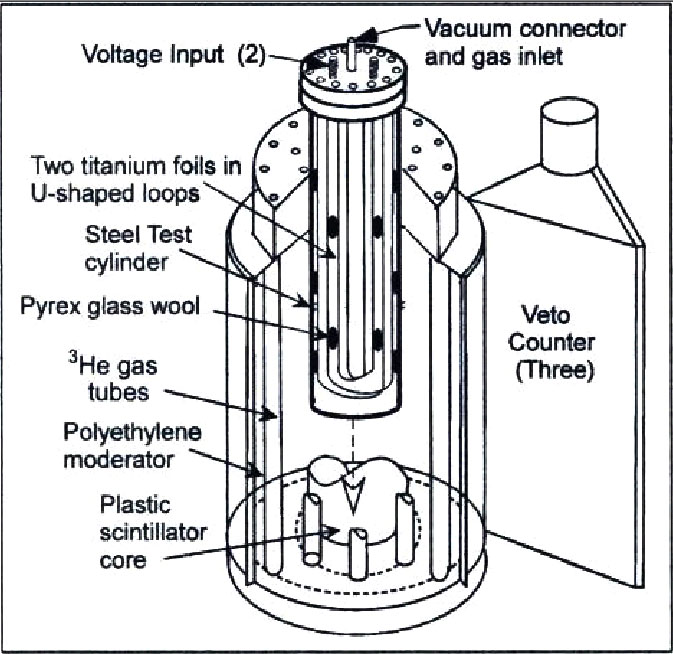 Vacuum connector
and gas inlet
Voltage Input (2)
Two titanium foils in
U-shaped loops
Steel Test
cylinder
Pyrex glass wool
³He gas
tubes
Polyethylene
moderator
Plastic
scintillator
core
Veto
Counter
(Three)